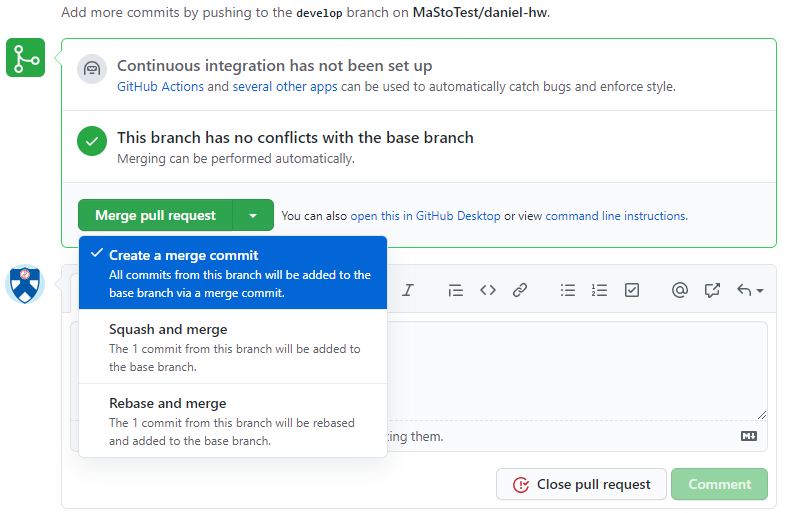 Add more commits by pushing to the develop branch on MaStoTest/daniel-hw.
Continuous integration has not been set up
GitHub Actions and several other apps can be used to automatically catch bugs and enforce style.
This branch has no conflicts with the base branch
Merging can be performed automatically.
Merge pull request
You can also open this in GitHub Desktop or view command line instructions.
Create a merge commit
All commits from this branch will be added to the
base branch via a merge commit.
Squash and merge
The 1 commit from this branch will be added to
the base branch.
Rebase and merge
The 1 commit from this branch will be rebased
and added to the base branch.
them.
Close pull request
Comment